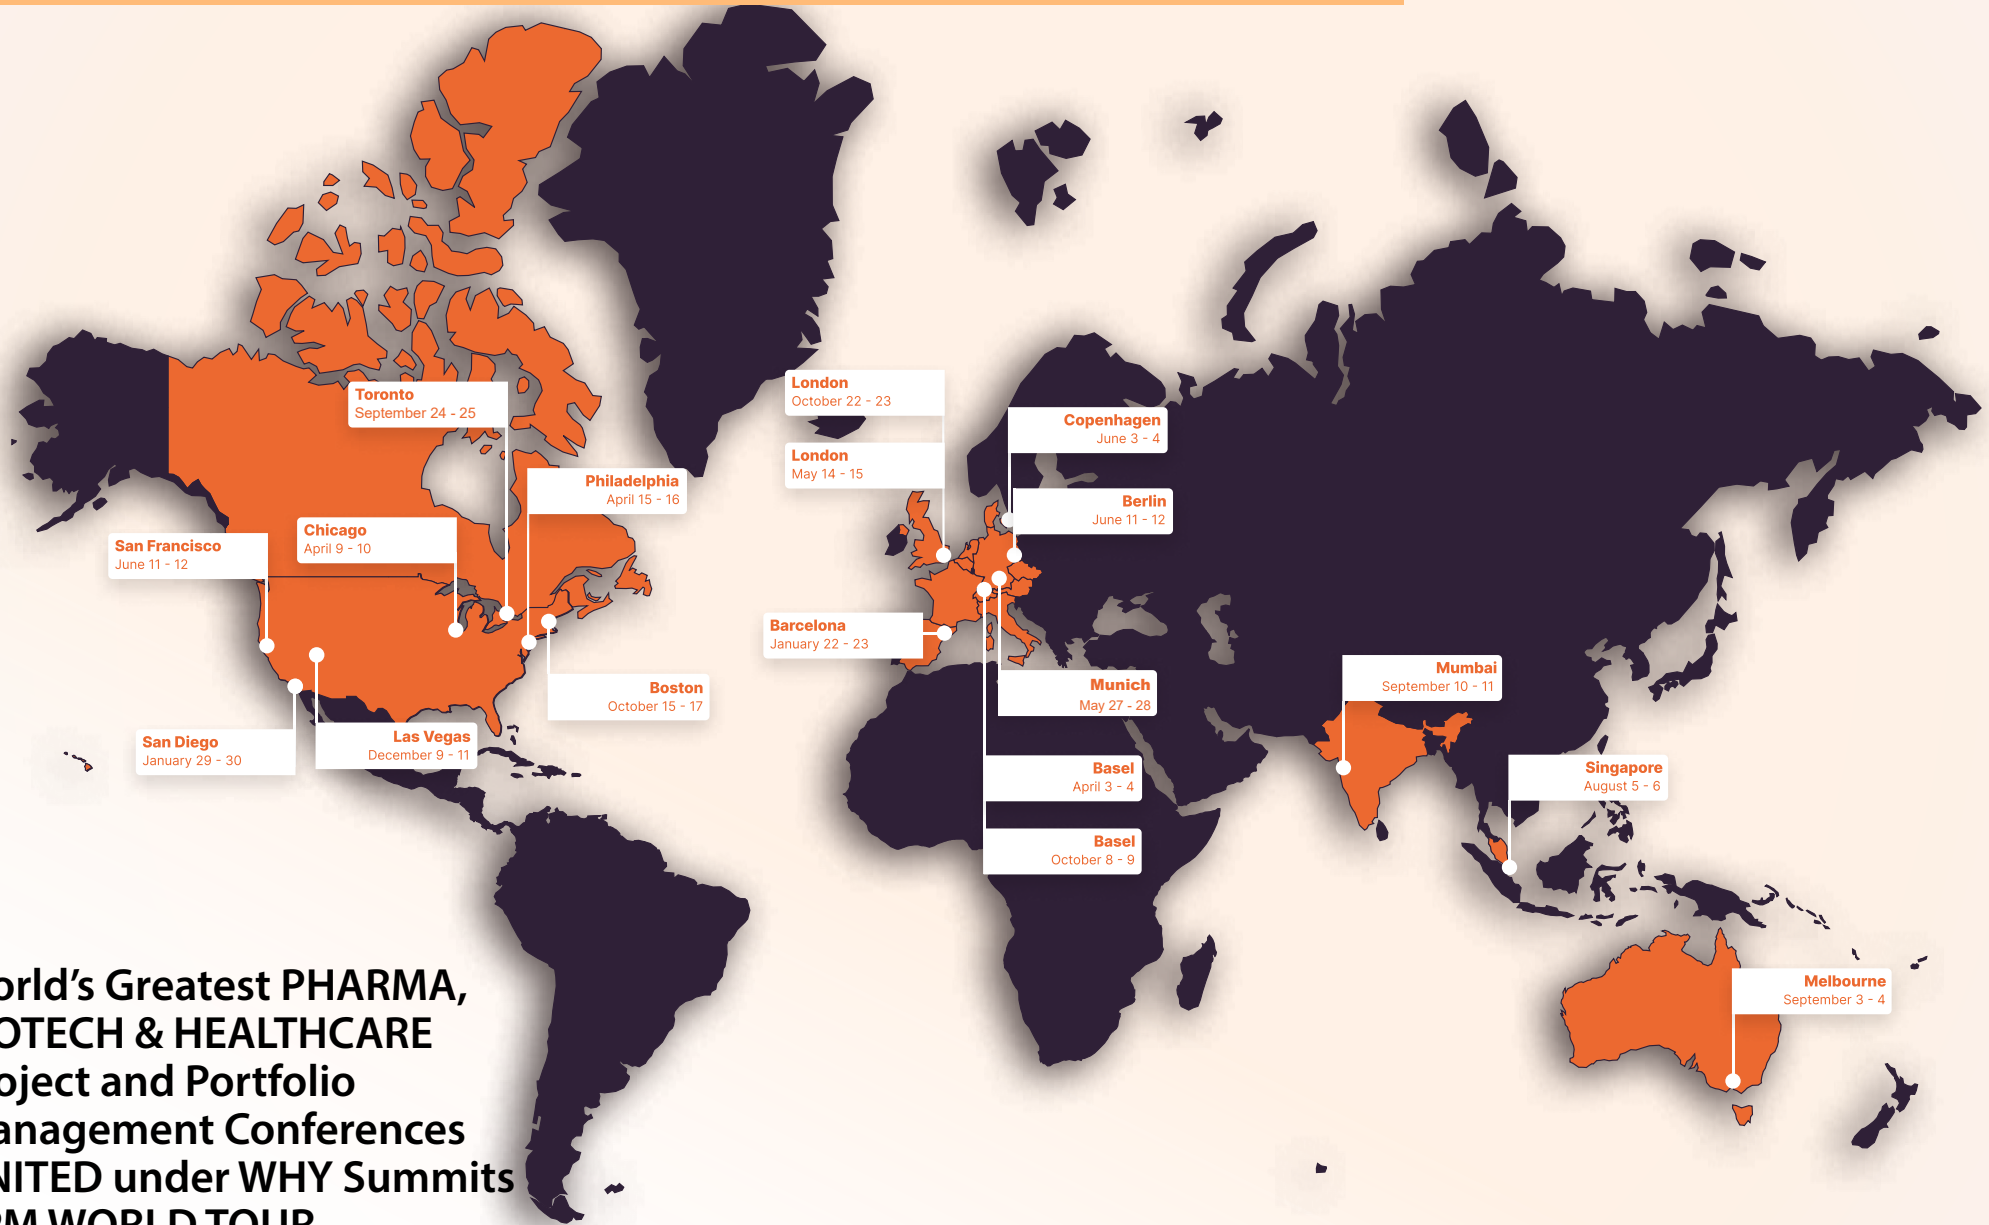 Toronto
September 24 - 25
London
October 22 - 23
Copenhagen
June 3 - 4
London
May 14 - 15
Philadelphia
April 15 - 16
Berlin
June 11 - 12
Chicago
April 9 - 10
San Francisco
June 11 - 12
Barcelona
January 22 - 23
Mumbai
September 10 - 11
Munich
May 27 - 28
Boston
October 15 - 17
Las Vegas
December 9 - 11
San Diego
January 29 - 30
Basel
April 3 - 4
Singapore
August 5 - 6
Basel
October 8 - 9
Melbourne
September 3 - 4
orld’s Greatest PHARMA,
OTECH & HEALTHCARE
oject and Portfolio
anagement Conferences
NITED under WHY Summits
WORLD TOUR